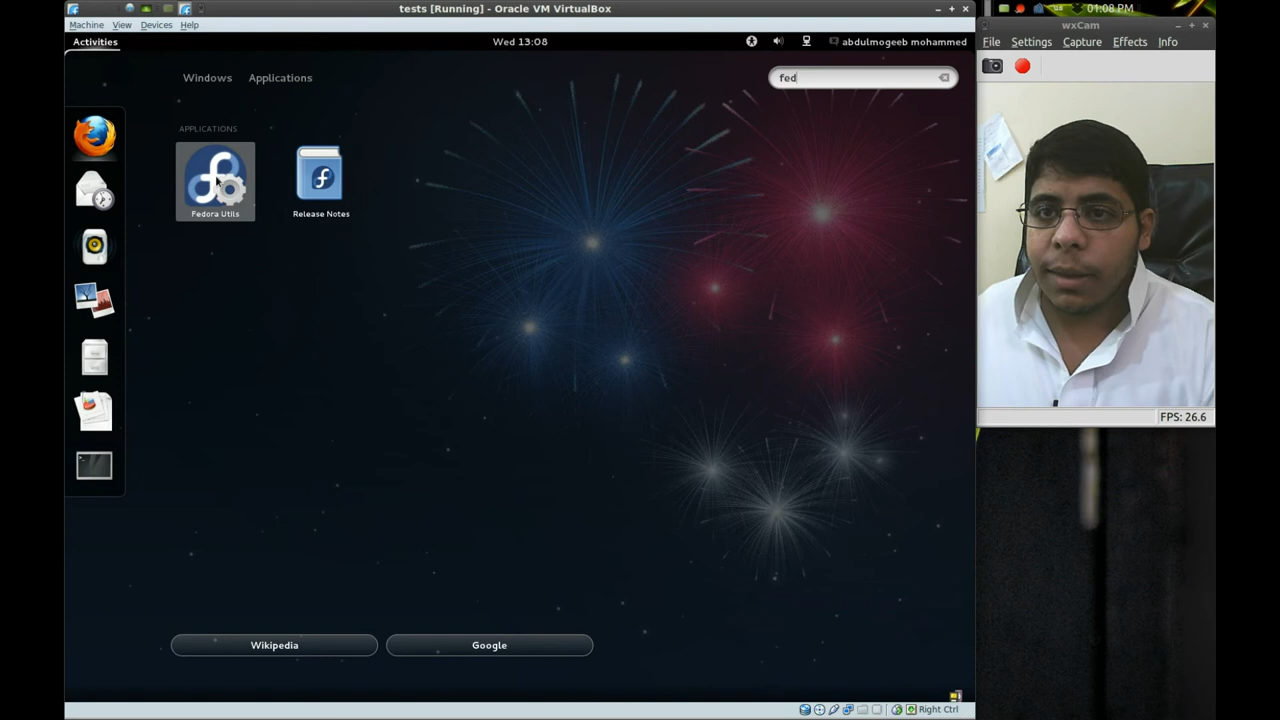 tests [Running] - Oracle VM VirtualBox
01:08 PM
Machine View Devices Help
wxCam
Activities
Wed 13:08
abdulmogeeb mohammed
File Settings Capture Effects Info
Windows Applications
fed
APPLICATIONS
Fedora Utils
Release Notes
FPS: 26.6
Wikipedia
Google
Right Ctrl